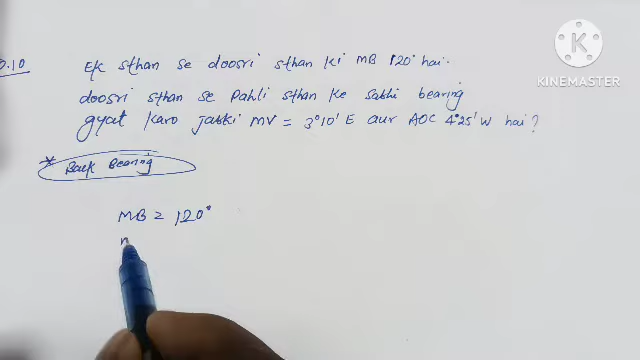 Q.10
Ek sthan se doosri sthan ki MB 120° hai.
doosri sthan se Pahli sthan ke sabhi bearing
gyat karo jabki MV = 3°10' E aur AOC 4°25' W hai?
* Back Bearing
MB = 120°
K
KINEMASTER